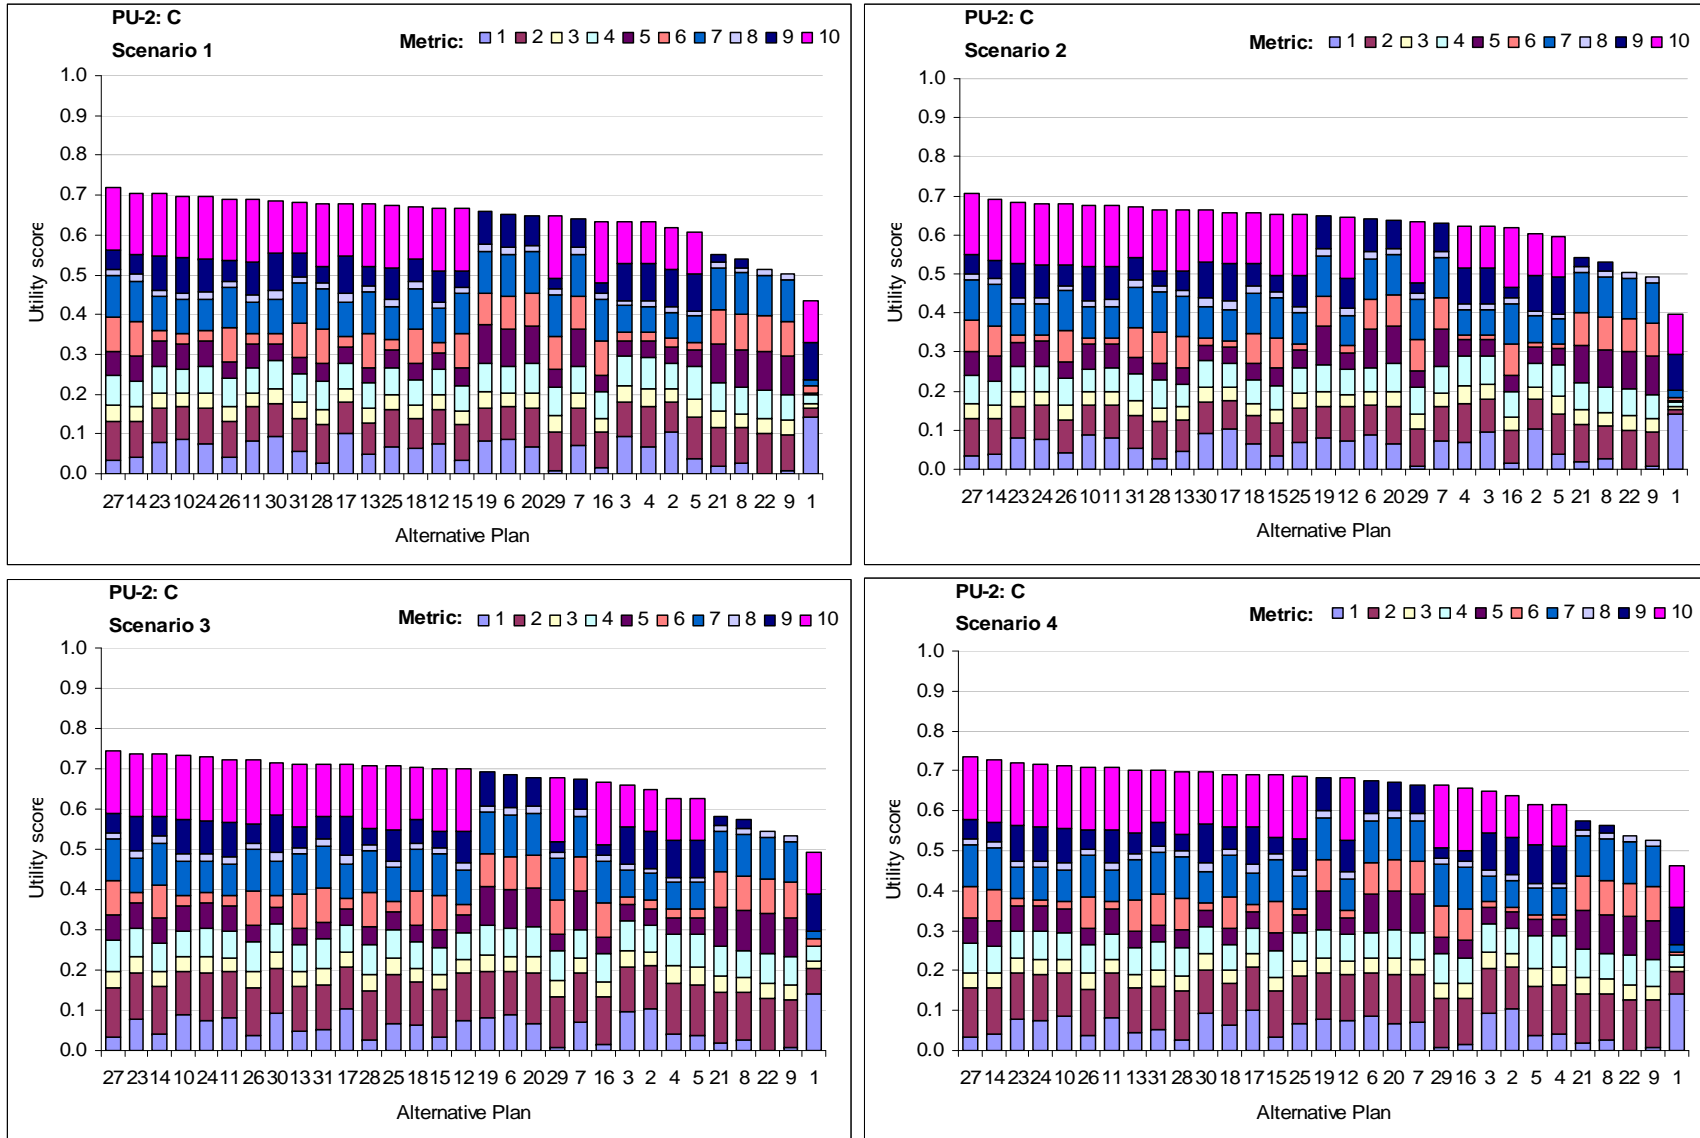 PU-2: C
Scenario 1
Metric: 1 2 3 4 5 6 7 8 9 10
Utility score
1.0
0.9
0.8
0.7
0.6
0.5
0.4
0.3
0.2
0.1
0.0
27 14 23 10 24 26 11 30 31 28 17 13 25 18 12 15 19 6 20 29 7 16 3 4 2 5 21 8 22 9 1
Alternative Plan
PU-2: C
Scenario 2
Metric: 1 2 3 4 5 6 7 8 9 10
Utility score
1.0
0.9
0.8
0.7
0.6
0.5
0.4
0.3
0.2
0.1
0.0
27 14 23 24 26 10 11 31 28 13 30 17 18 15 25 19 12 6 20 29 7 4 3 16 2 5 21 8 22 9 1
Alternative Plan
PU-2: C
Scenario 3
Metric: 1 2 3 4 5 6 7 8 9 10
Utility score
1.0
0.9
0.8
0.7
0.6
0.5
0.4
0.3
0.2
0.1
0.0
27 23 14 10 24 11 26 30 13 31 17 28 25 18 15 12 19 6 20 29 7 16 3 2 4 5 21 8 22 9 1
Alternative Plan
PU-2: C
Scenario 4
Metric: 1 2 3 4 5 6 7 8 9 10
Utility score
1.0
0.9
0.8
0.7
0.6
0.5
0.4
0.3
0.2
0.1
0.0
27 14 23 24 10 26 11 13 31 28 30 18 17 15 25 19 12 6 20 7 29 16 3 2 5 4 21 8 22 9 1
Alternative Plan